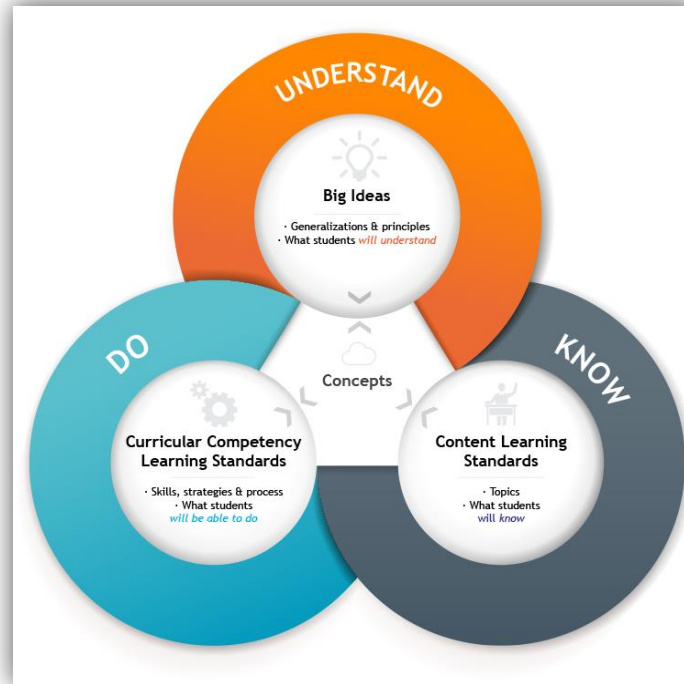 UNDERSTAND
Big Ideas
· Generalizations & principles
· What students will understand
DO
KNOW
Concepts
Curricular Competency
Learning Standards
· Skills, strategies & process
· What students
will be able to do
Content Learning
Standards
· Topics
· What students
will know